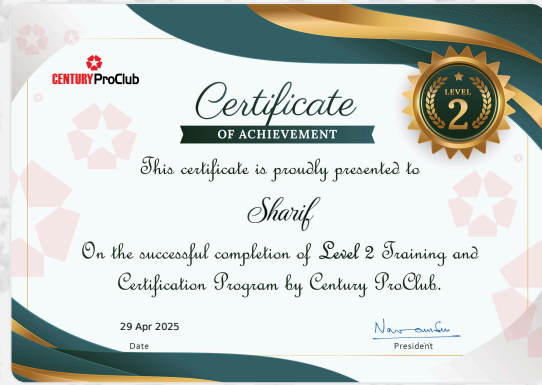 CENTURY ProClub
Certificate
OF ACHIEVEMENT
LEVEL
2
This certificate is proudly presented to
Sharif
On the successful completion of Level 2 Training and
Certification Program by Century ProClub.
29 Apr 2025
Date
President